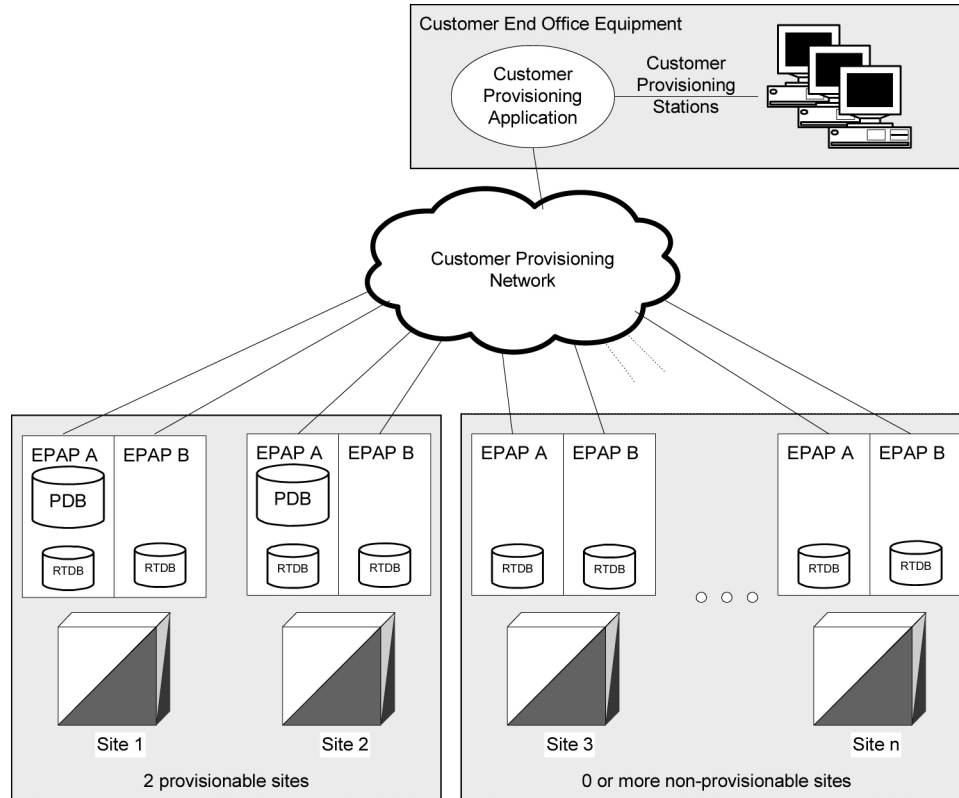 Customer End Office Equipment
Customer
Provisioning
Application
Customer
Provisioning
Stations
Customer Provisioning
Network
EPAP A
EPAP B
PDB
RTDB
RTDB
EPAP A
EPAP B
PDB
RTDB
RTDB
EPAP A
EPAP B
RTDB
RTDB
EPAP A
EPAP B
RTDB
RTDB
Site 1
Site 2
Site 3
Site n
2 provisionable sites
0 or more non-provisionable sites